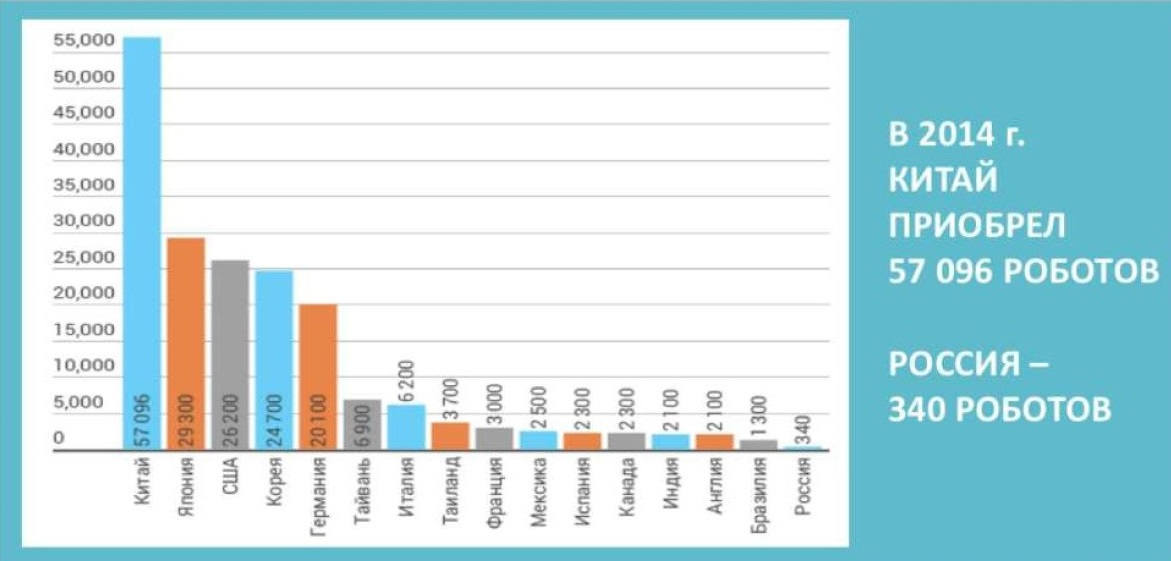 55,000
50,000
45,000
40,000
35,000
30,000
25,000
20,000
15,000
10,000
5,000
0
57 096
29 300
26 200
24 700
20 100
6 900
6 200
3 700
3 000
2 500
2 300
2 300
2 100
2 100
1 300
340
Китай
Япония
США
Корея
Германия
Тайвань
Италия
Таиланд
Франция
Мексика
Испания
Канада
Индия
Англия
Бразилия
Россия
В 2014 г.
КИТАЙ
ПРИОБРЕЛ
57 096 РОБОТОВ
РОССИЯ –
340 РОБОТОВ